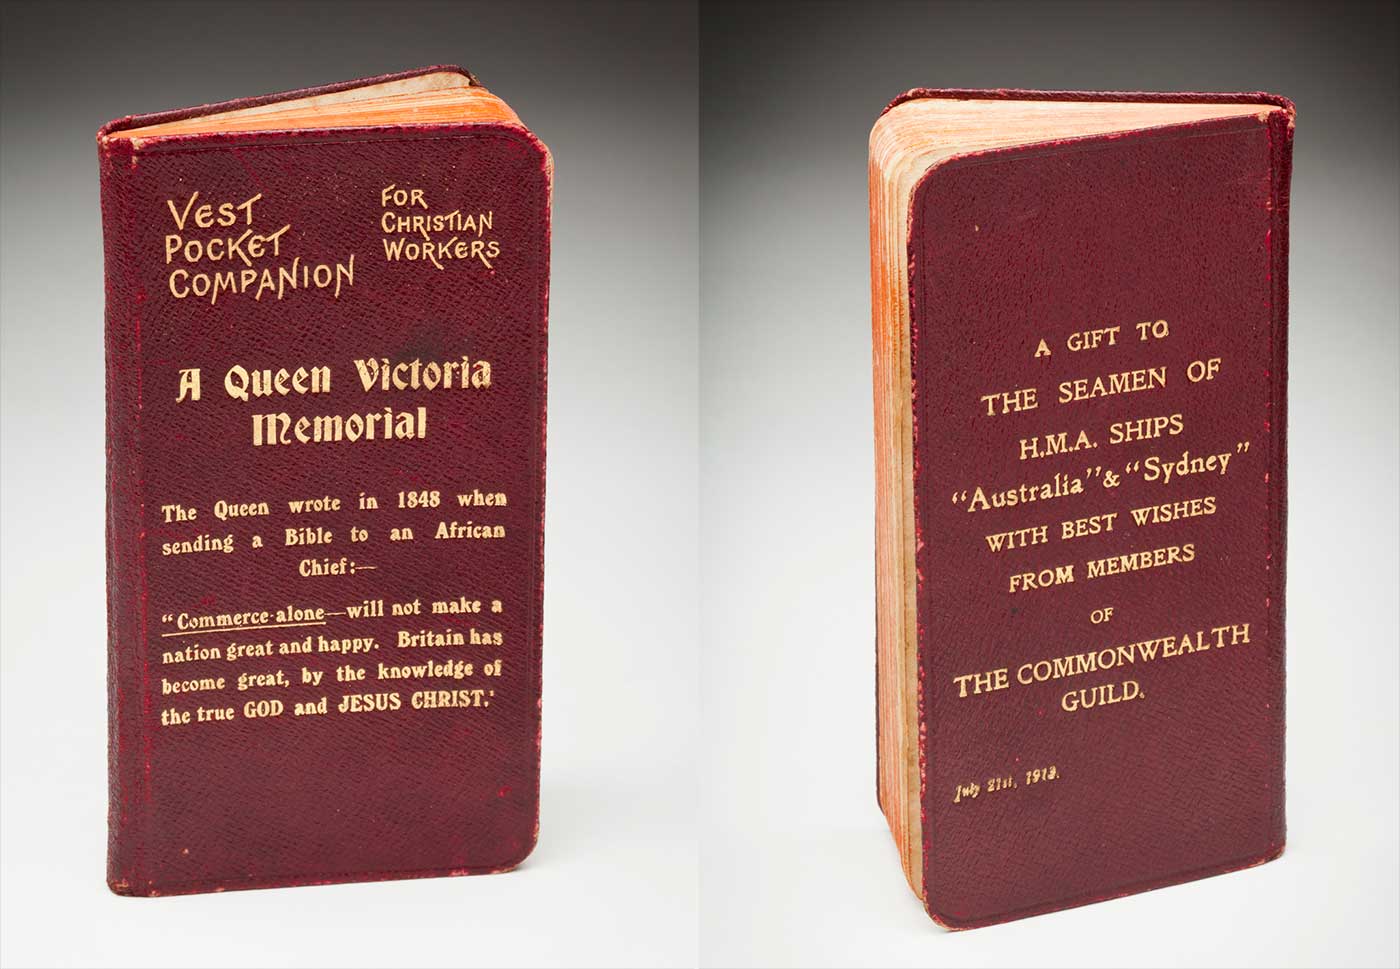 VEST
POCKET
COMPANION
FOR
CHRISTIAN
WORKERS
A Queen Victoria
Memorial
The Queen wrote in 1848 when
sending a Bible to an African
Chief:—
"Commerce alone—will not make a
nation great and happy. Britain has
become great, by the knowledge of
the true GOD and JESUS CHRIST.'
A GIFT TO
THE SEAMEN OF
H.M.A. SHIPS
"Australia" & "Sydney"
WITH BEST WISHES
FROM MEMBERS
OF
THE COMMONWEALTH
GUILD.
July 21st, 1913.